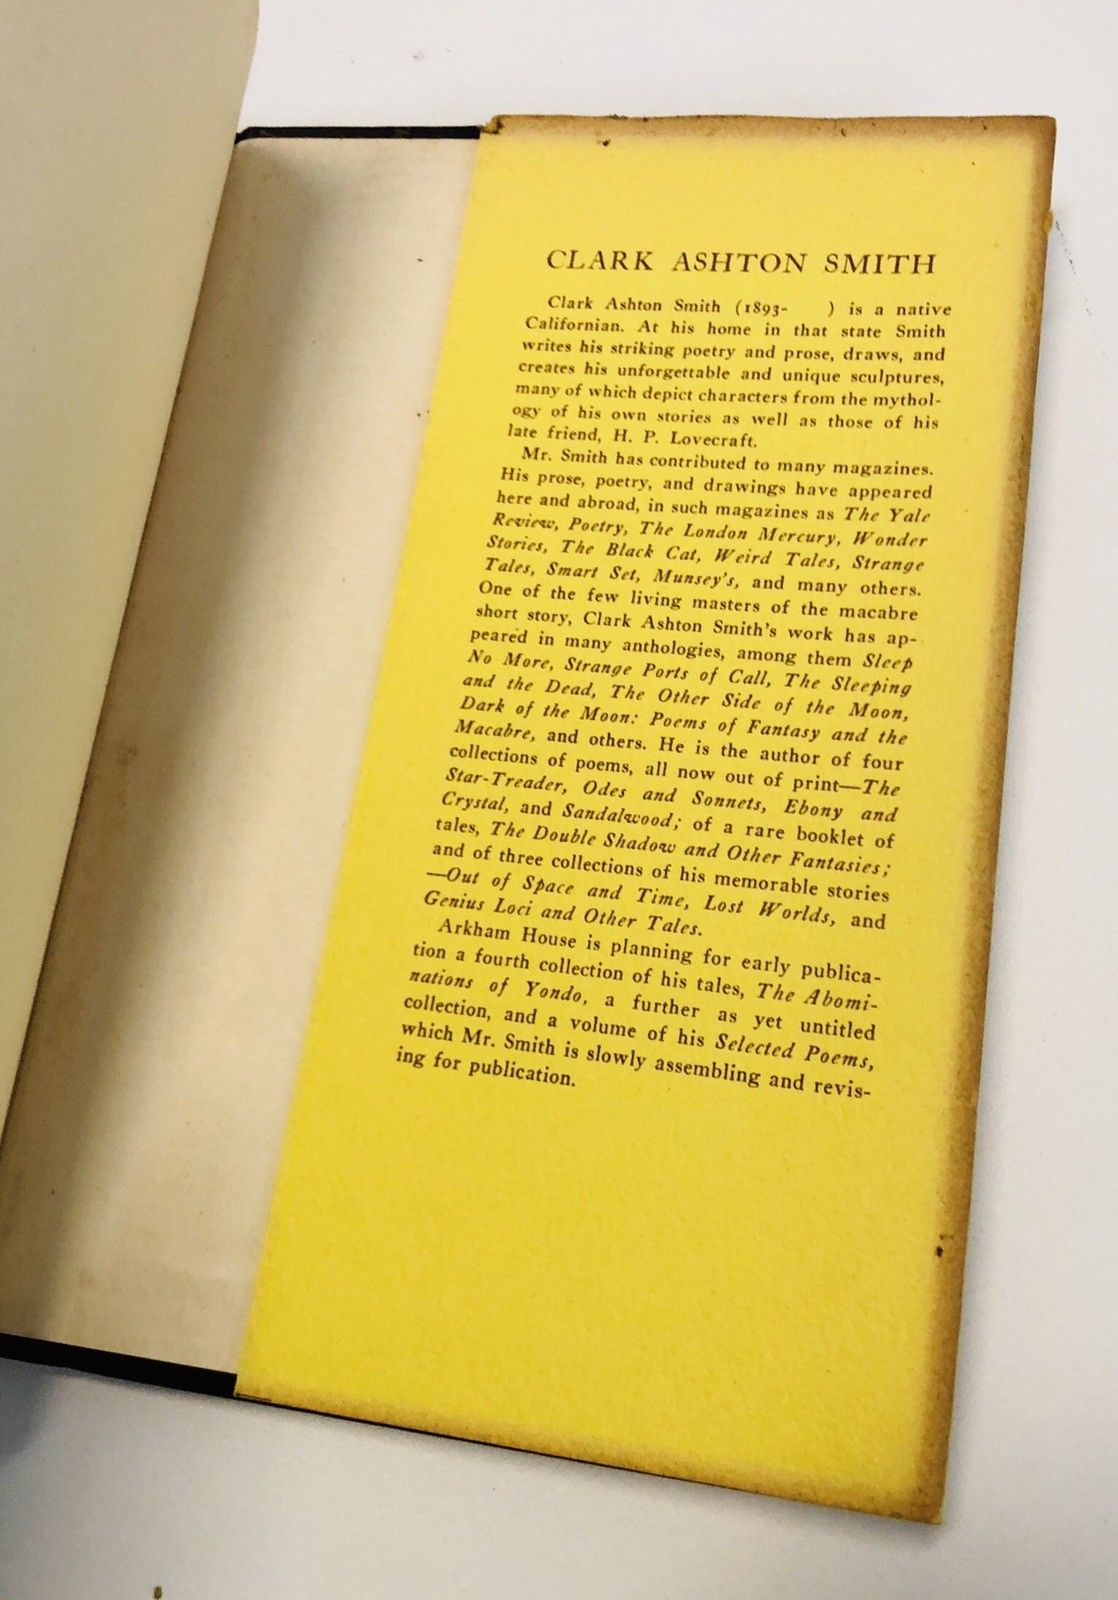 CLARK ASHTON SMITH
Clark Ashton Smith (1893-     ) is a native
Californian. At his home in that state Smith
writes his striking poetry and prose, draws, and
creates his unforgettable and unique sculptures,
many of which depict characters from the mythol-
ogy of his own stories as well as those of his
late friend, H. P. Lovecraft.
Mr. Smith has contributed to many magazines.
His prose, poetry, and drawings have appeared
here and abroad, in such magazines as The Yale
Review, Poetry, The London Mercury, Wonder
Stories, The Black Cat, Weird Tales, Strange
Tales, Smart Set, Munsey's, and many others.
One of the few living masters of the macabre
short story, Clark Ashton Smith's work has ap-
peared in many anthologies, among them Sleep
No More, Strange Ports of Call, The Sleeping
and the Dead, The Other Side of the Moon,
Dark of the Moon: Poems of Fantasy and the
Macabre, and others. He is the author of four
collections of poems, all now out of print—The
Star-Treader, Odes and Sonnets, Ebony and
Crystal, and Sandalwood; of a rare booklet of
tales, The Double Shadow and Other Fantasies;
and of three collections of his memorable stories
—Out of Space and Time, Lost Worlds, and
Genius Loci and Other Tales.
Arkham House is planning for early publica-
tion a fourth collection of his tales, The Abomi-
nations of Yondo, a further as yet untitled
collection, and a volume of his Selected Poems,
which Mr. Smith is slowly assembling and revis-
ing for publication.